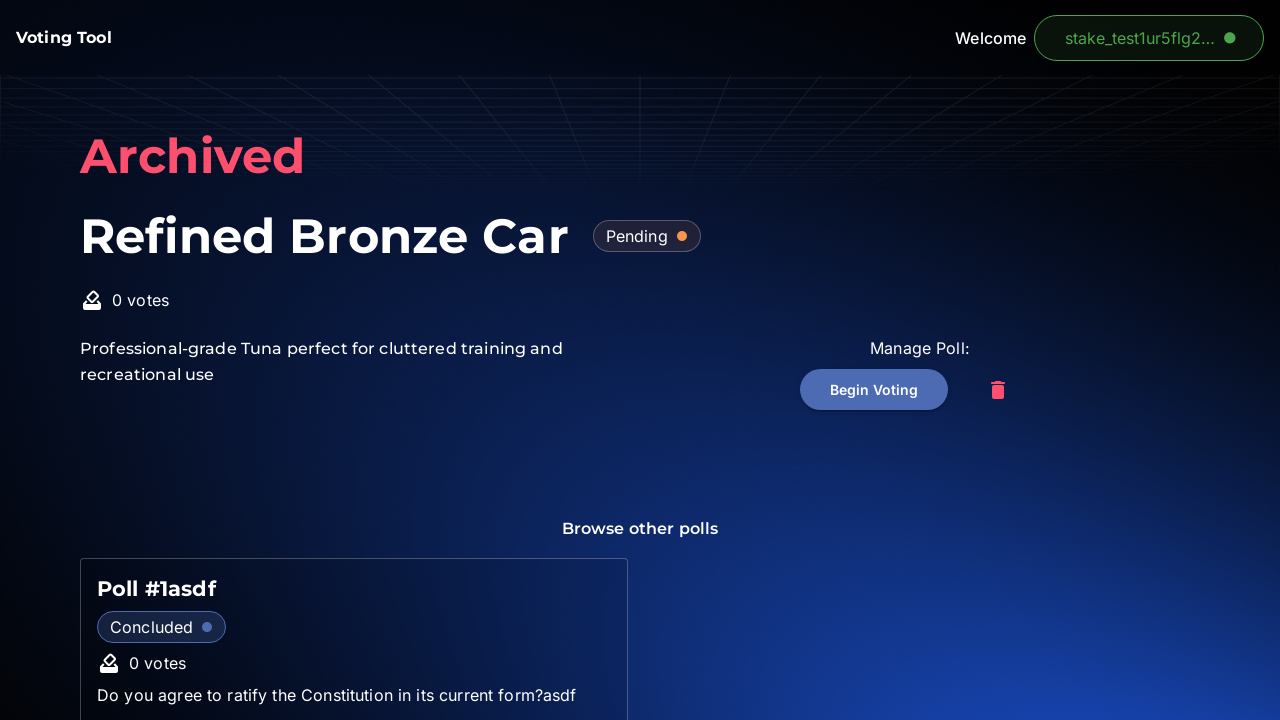 Voting Tool
Welcome
stake_test1ur5flg2...
Archived
Refined Bronze Car
Pending
0 votes
Professional-grade Tuna perfect for cluttered training and
recreational use
Manage Poll:
Begin Voting
Browse other polls
Poll #1asdf
Concluded
0 votes
Do you agree to ratify the Constitution in its current form?asdf